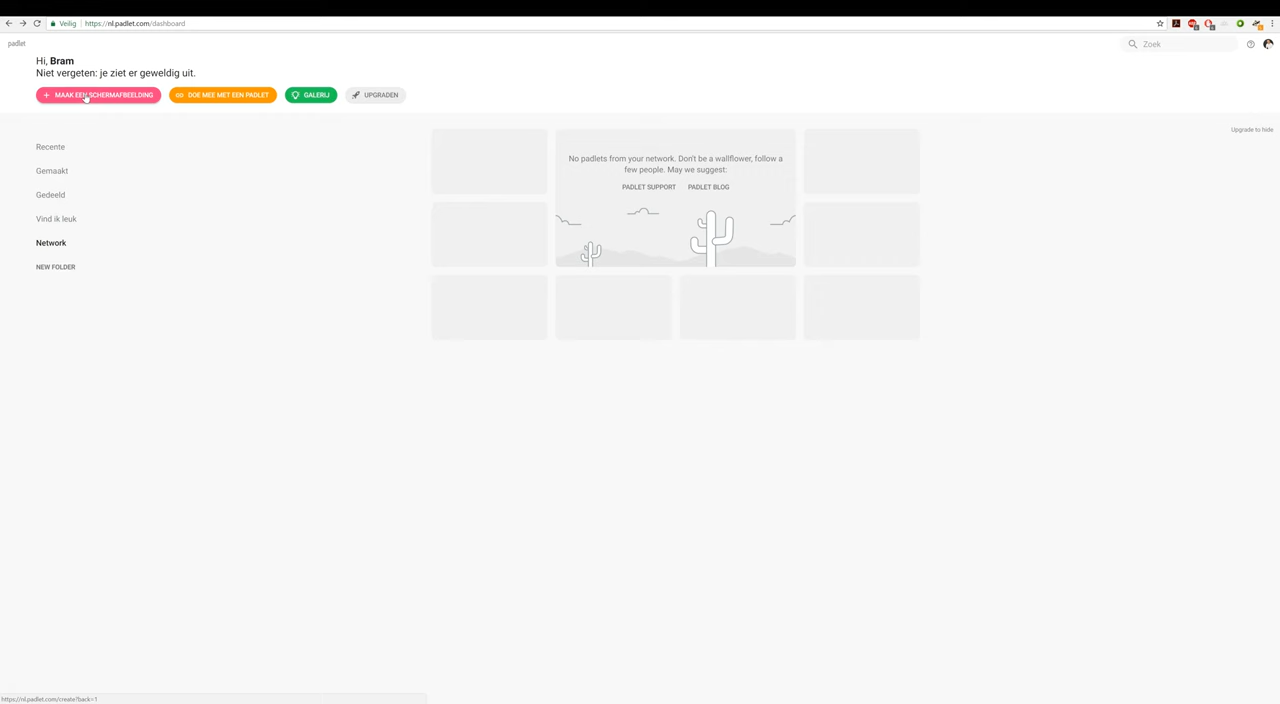 Veilig
https://nl.padlet.com/dashboard
padlet
Zoek
Hi, Bram
Niet vergeten: je ziet er geweldig uit.
MAAK EEN SCHERMAFBEELDING
DOE MEE MET EEN PADLET
GALERIJ
UPGRADEN
Upgrade to hide
Recente
Gemaakt
Gedeeld
Vind ik leuk
Network
NEW FOLDER
No padlets from your network. Don't be a wallflower, follow a
few people. May we suggest:
PADLET SUPPORT
PADLET BLOG
https://nl.padlet.com/create?back=1